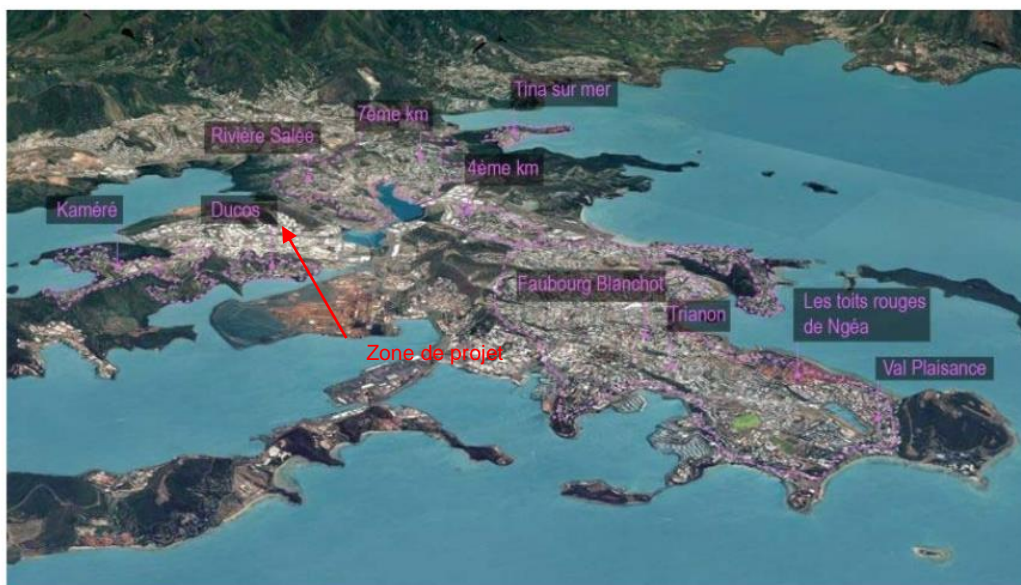 Tina sur mer
7ème km
Rivière Salée
4ème km
Kaméré
Ducos
Faubourg Blanchot
Les toits rouges
de Ngéa
Trianon
Zone de projet
Val Plaisance